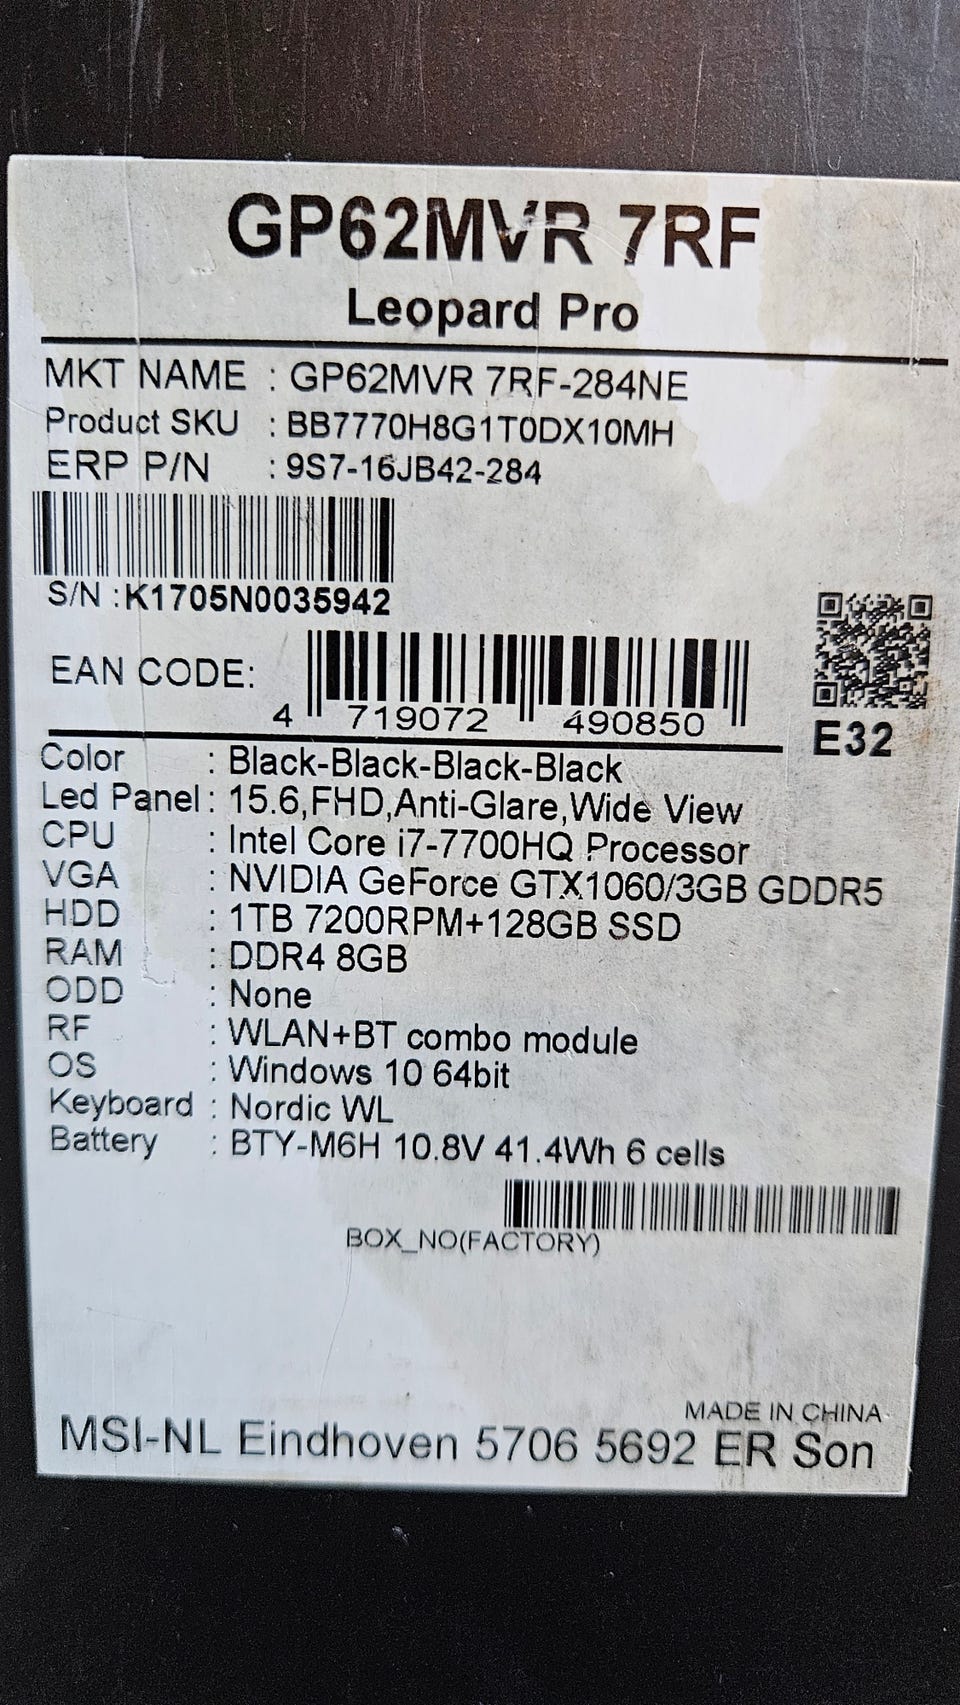 GP62MVR 7RF
Leopard Pro
MKT NAME : GP62MVR 7RF-284NE
Product SKU : BB7770H8G1T0DX10MH
ERP P/N : 9S7-16JB42-284
S/N :K1705N0035942
EAN CODE:
4 719072 490850
E32
Color : Black-Black-Black-Black
Led Panel : 15.6,FHD,Anti-Glare,Wide View
CPU : Intel Core i7-7700HQ Processor
VGA : NVIDIA GeForce GTX1060/3GB GDDR5
HDD : 1TB 7200RPM+128GB SSD
RAM : DDR4 8GB
ODD : None
RF : WLAN+BT combo module
OS : Windows 10 64bit
Keyboard : Nordic WL
Battery : BTY-M6H 10.8V 41.4Wh 6 cells
BOX_NO(FACTORY)
MADE IN CHINA
MSI-NL Eindhoven 5706 5692 ER Son